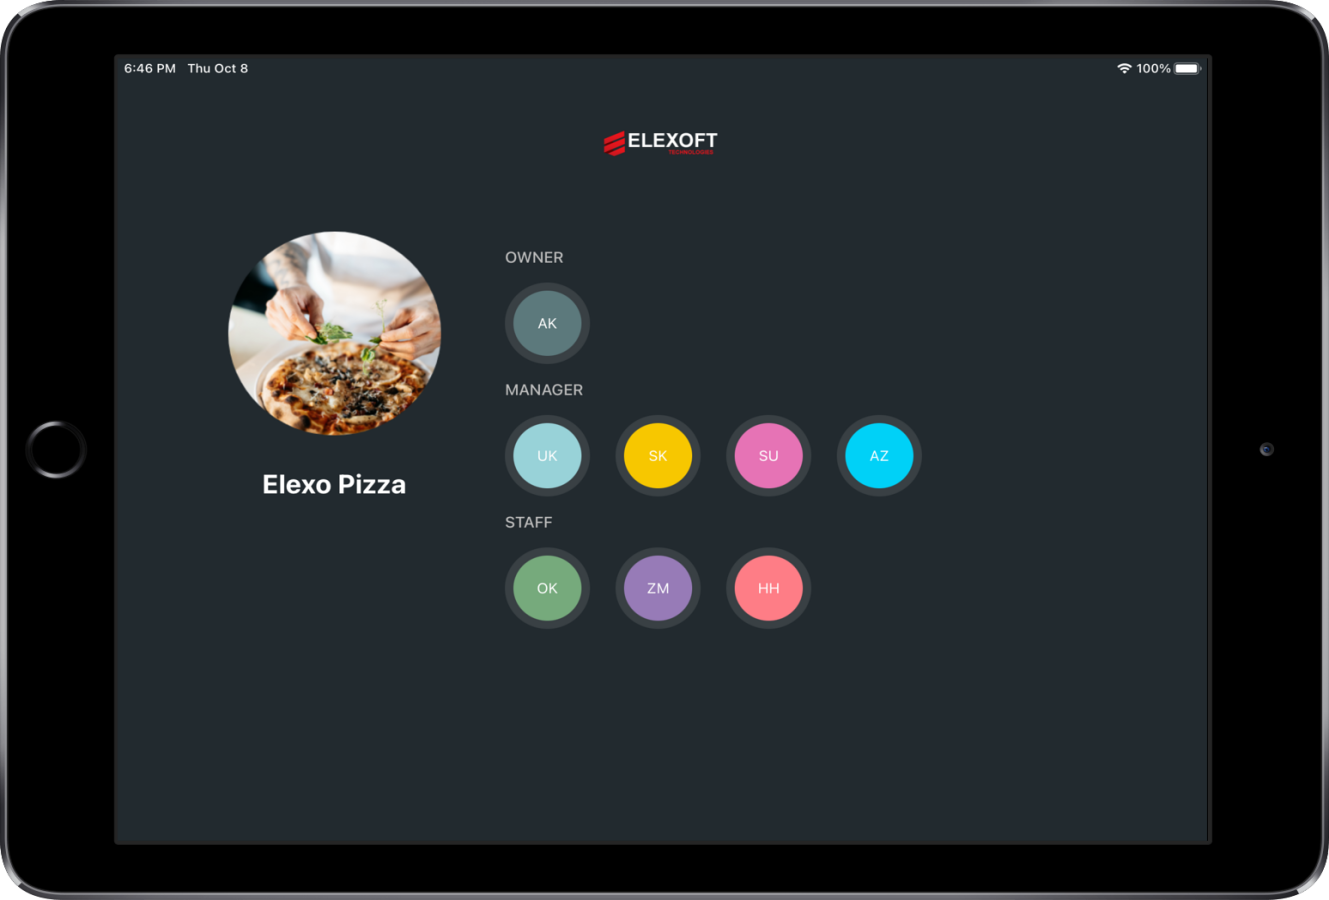 6:46 PM Thu Oct 8 100%
ELEXOFT
TECHNOLOGIES
Elexo Pizza
OWNER
AK
MANAGER
UK SK SU AZ
STAFF
OK ZM HH